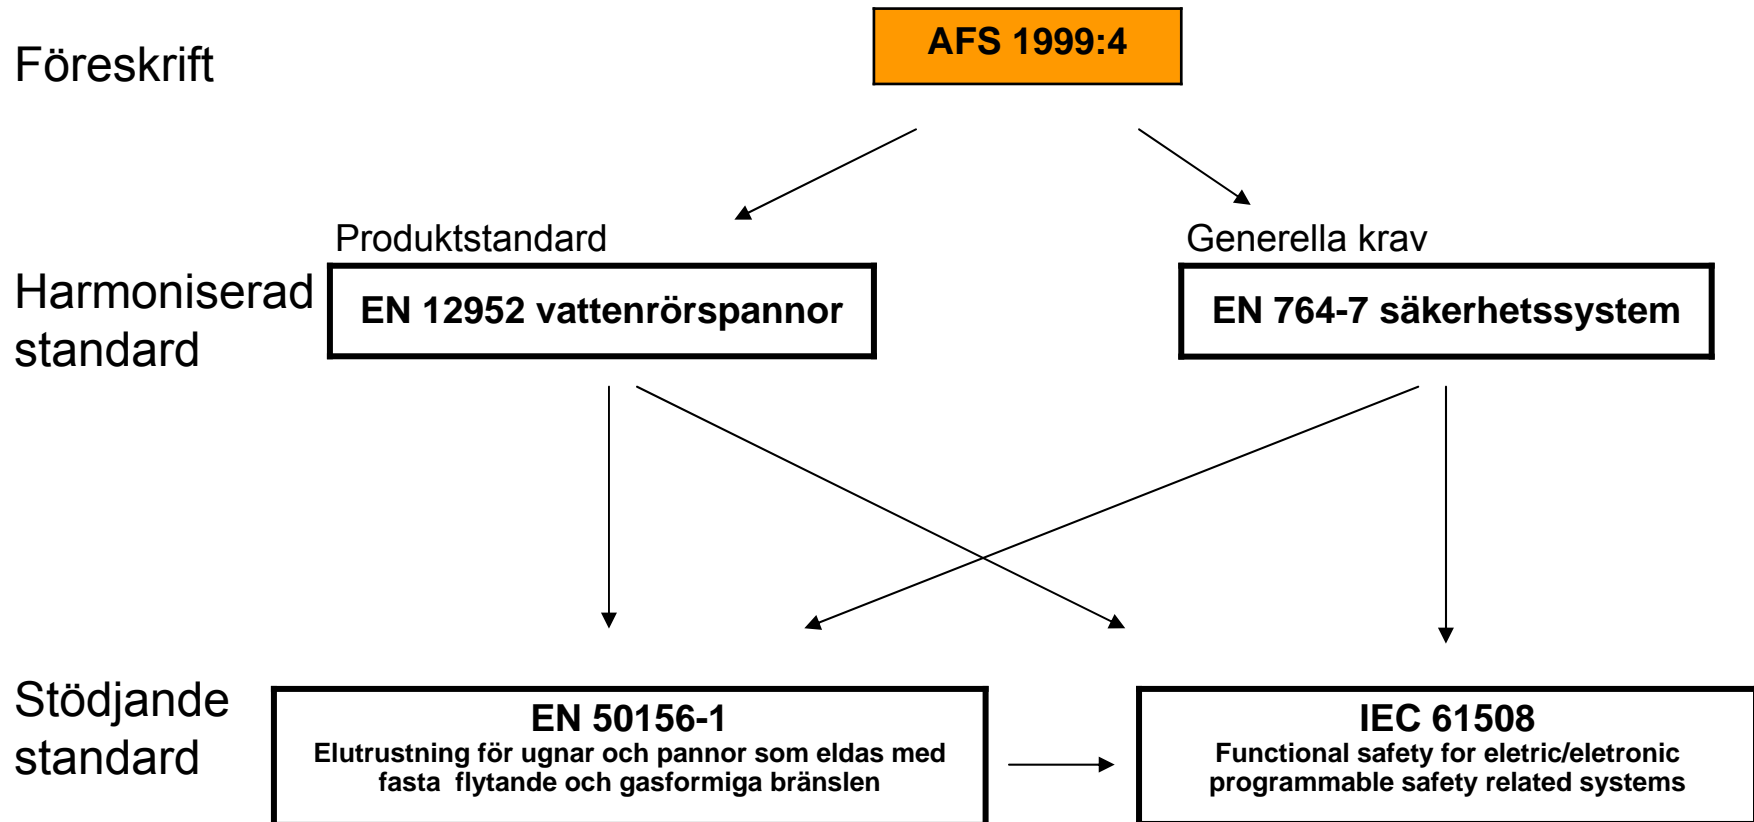 Föreskrift
AFS 1999:4
Produktstandard
Generella krav
Harmoniserad
standard
EN 12952 vattenrörspannor
EN 764-7 säkerhetssystem
Stödjande
standard
EN 50156-1
Elutrustning för ugnar och pannor som eldas med
fasta flytande och gasformiga bränslen
IEC 61508
Functional safety for eletric/eletronic
programmable safety related systems